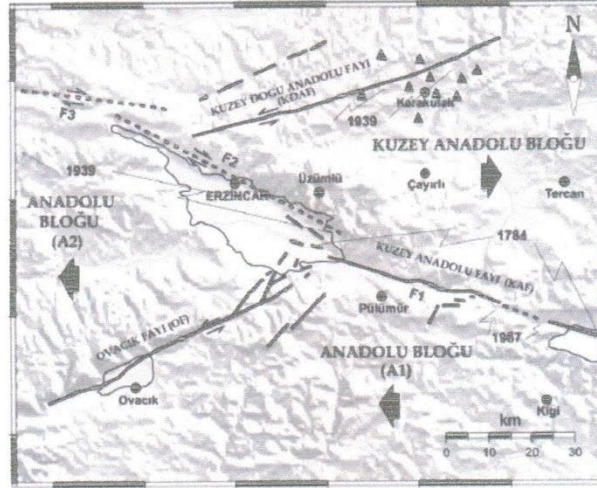 N
KUZEY DOĞU ANADOLU FAYI
(KDAF)
Karakulak
1939
F3
F2
KUZEY ANADOLU BLOĞU
1939
Üzümlü
Çayırlı
Tercan
ERZİNCAN
ANADOLU
BLOĞU
(A2)
1784
KUZEY ANADOLU FAYI (KAF)
F1
Pülümür
OVACIK FAYI (OF)
1967
ANADOLU BLOĞU
(A1)
Ovacık
Kigi
km
0 10 20 30